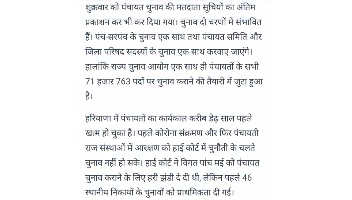 शुक्रवार को पंचायत चुनाव की मतदाता सूचियों का अंतिम
प्रकाशन कर भी कर दिया गया। चुनाव दो चरणों में संभावित
हैं। पंच-सरपंच के चुनाव एक साथ तथा पंचायत समिति और
जिला परिषद सदस्यों के चुनाव एक साथ करवाए जाएंगे।
हालांकि राज्य चुनाव आयोग एक साथ ही पंचायतों के सभी
71 हजार 763 पदों पर चुनाव कराने की तैयारी में जुटा हुआ
है।
हरियाणा में पंचायतों का कार्यकाल करीब डेढ़ साल पहले
खत्म हो चुका है। पहले कोरोना संक्रमण और फिर पंचायती
राज संस्थाओं में आरक्षण को हाई कोर्ट में चुनौती के चलते
चुनाव नहीं हो सके। हाई कोर्ट ने विगत पांच मई को पंचायत
चुनाव कराने के लिए हरी झंडी दे दी थी, लेकिन पहले 46
स्थानीय निकायों के चुनावों को प्राथमिकता दी गई।